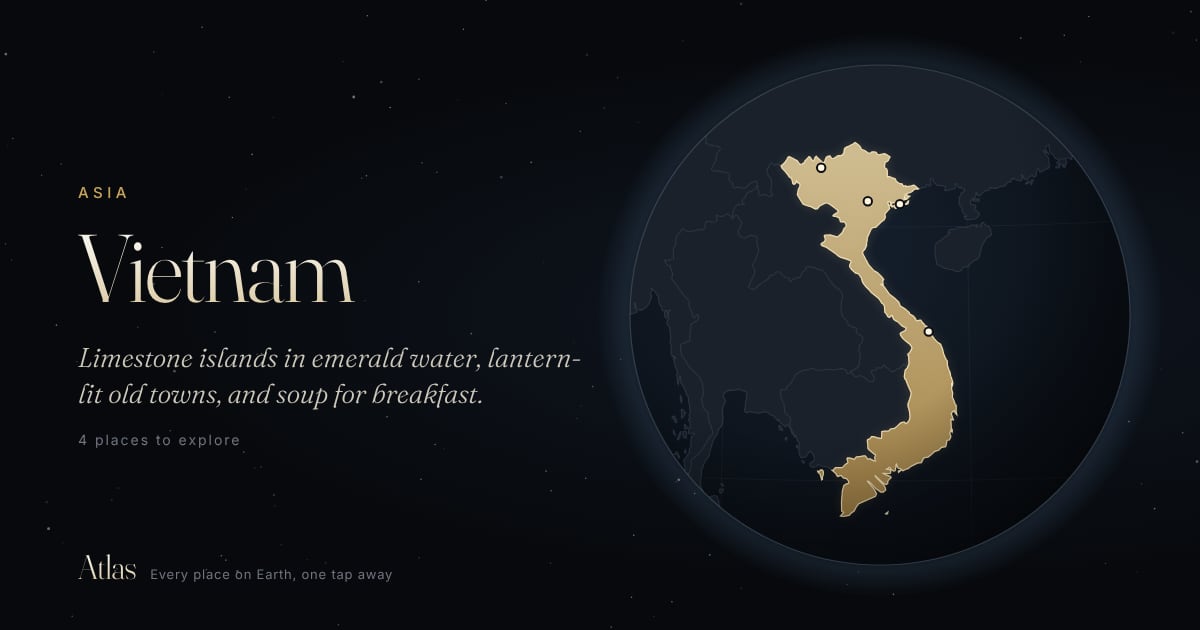 ASIA
Vietnam
Limestone islands in emerald water, lantern-
lit old towns, and soup for breakfast.
4 places to explore
Atlas Every place on Earth, one tap away